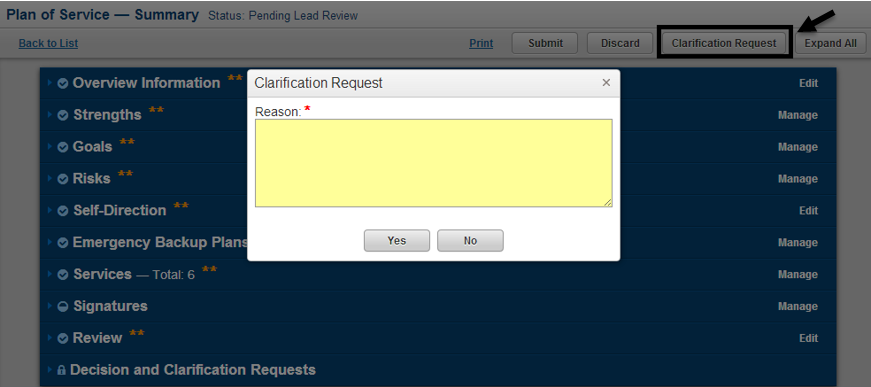 Plan of Service — Summary Status: Pending Lead Review
Back to List Print Submit Discard Clarification Request Expand All
Overview Information ** Edit
Clarification Request ×
Reason: *
Strengths ** Manage
Goals ** Manage
Risks ** Manage
Self-Direction ** Edit
Emergency Backup Plans Manage
Yes No
Services — Total: 6 ** Manage
Signatures Manage
Review ** Edit
Decision and Clarification Requests